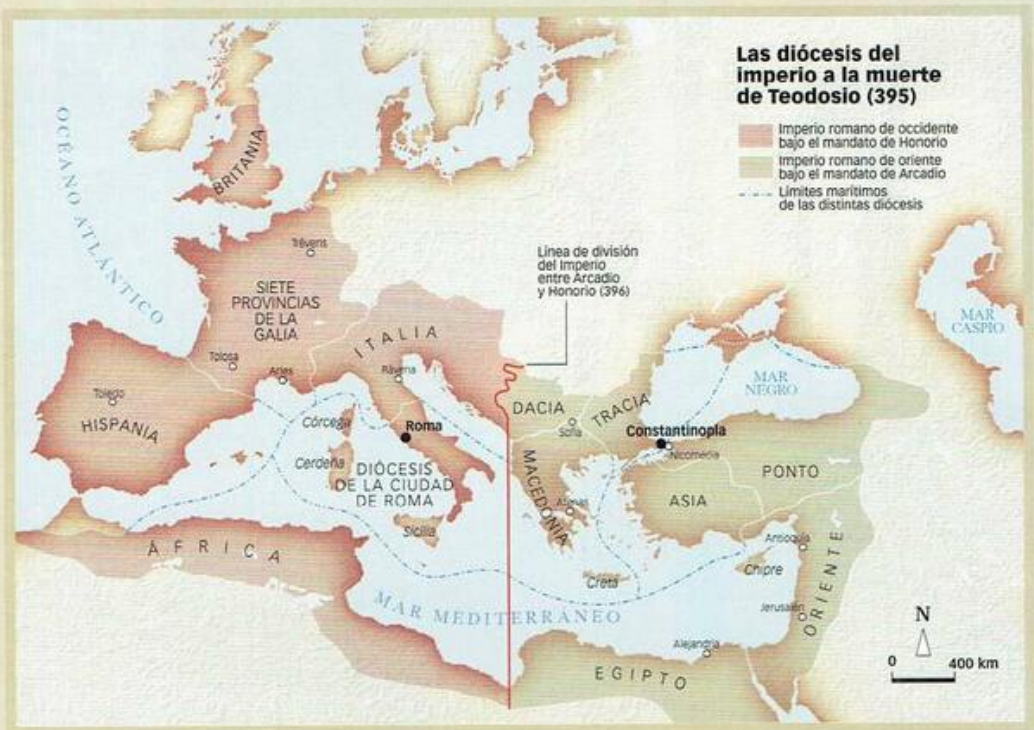 Las diócesis del
imperio a la muerte
de Teodosio (395)
Imperio romano de occidente
bajo el mandato de Honorio
Imperio romano de oriente
bajo el mandato de Arcadio
Límites marítimos
de las distintas diócesis
OCÉANO ATLÁNTICO
BRITANIA
Tréveris
SIETE
PROVINCIAS
DE LA
GALIA
Línea de división
del Imperio
entre Arcadio
y Honorio (396)
MAR
CASPIO
ITALIA
Tolosa
Arles
Rávena
Toledo
HISPANIA
Córcega
Roma
Cerdeña
DIÓCESIS
DE LA CIUDAD
DE ROMA
Sicilia
DACIA
Sofía
TRACIA
MAR
NEGRO
Constantinopla
Nicomedia
MACEDONIA
Atenas
ASIA
PONTO
ÁFRICA
Creta
Antioquía
Chipre
ORIENTE
MAR MEDITERRÁNEO
Jerusalén
Alejandría
EGIPTO
N
0 400 km